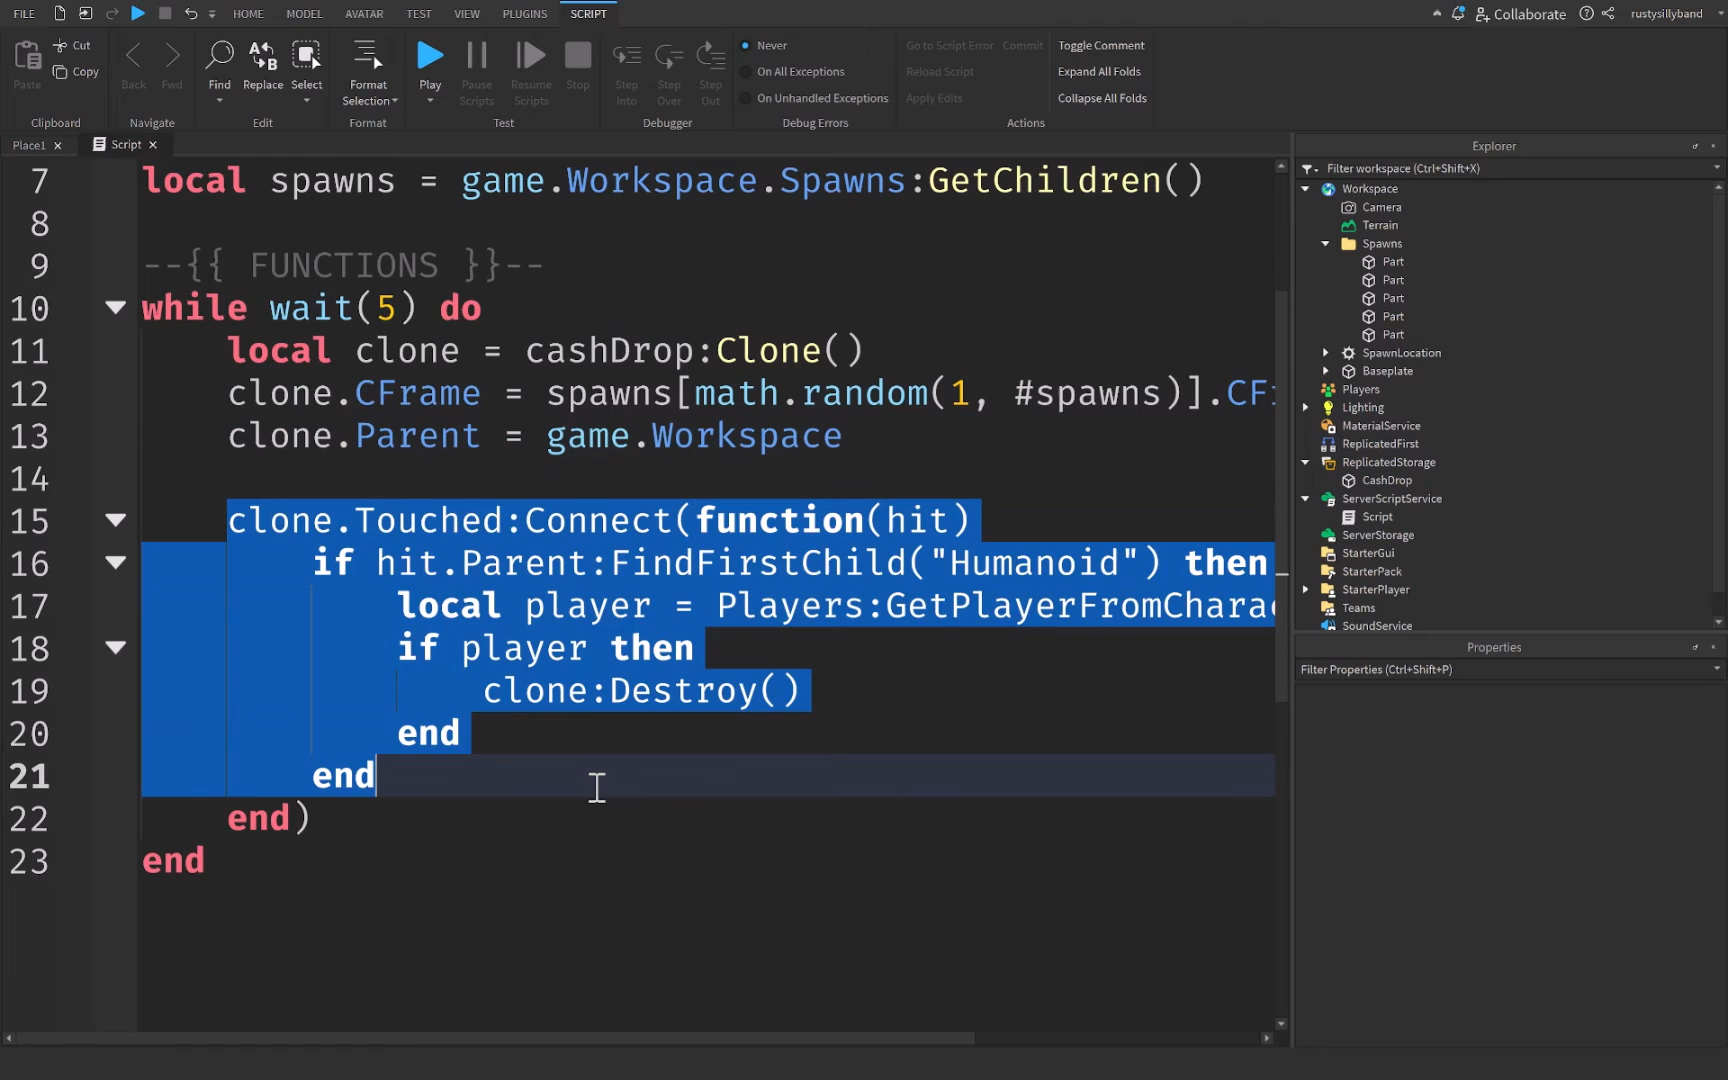 FILE HOME MODEL AVATAR TEST VIEW PLUGINS SCRIPT Collaborate rustysillyband
Paste Cut Copy Back Fwd Find Replace Select Format Selection Play Pause Scripts Resume Scripts Stop Step Into Step Over Step Out Never On All Exceptions On Unhandled Exceptions Go to Script Error Commit Reload Script Apply Edits Toggle Comment Expand All Folds Collapse All Folds
Clipboard Navigate Edit Format Test Debugger Debug Errors Actions
Place1 Script
7 local spawns = game.Workspace.Spawns:GetChildren()
8
9 --{{ FUNCTIONS }}--
10 while wait(5) do
11 local clone = cashDrop:Clone()
12 clone.CFrame = spawns[math.random(1, #spawns)].CF
13 clone.Parent = game.Workspace
14
15 clone.Touched:Connect(function(hit)
16 if hit.Parent:FindFirstChild("Humanoid") then
17 local player = Players:GetPlayerFromCharac
18 if player then
19 clone:Destroy()
20 end
21 end
22 end)
23 end
Explorer
Filter workspace (Ctrl+Shift+X)
Workspace
Camera
Terrain
Spawns
Part
Part
Part
Part
Part
SpawnLocation
Baseplate
Players
Lighting
MaterialService
ReplicatedFirst
ReplicatedStorage
CashDrop
ServerScriptService
Script
ServerStorage
StarterGui
StarterPack
StarterPlayer
Teams
SoundService
Properties
Filter Properties (Ctrl+Shift+P)